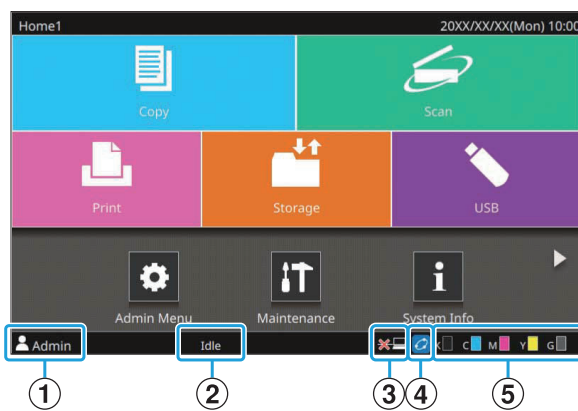 Home1 20XX/XX/XX(Mon) 10:00
Copy Scan
Print Storage USB
i
Admin Menu Maintenance System Info
Admin Idle K C M Y G
1 2 3 4 5